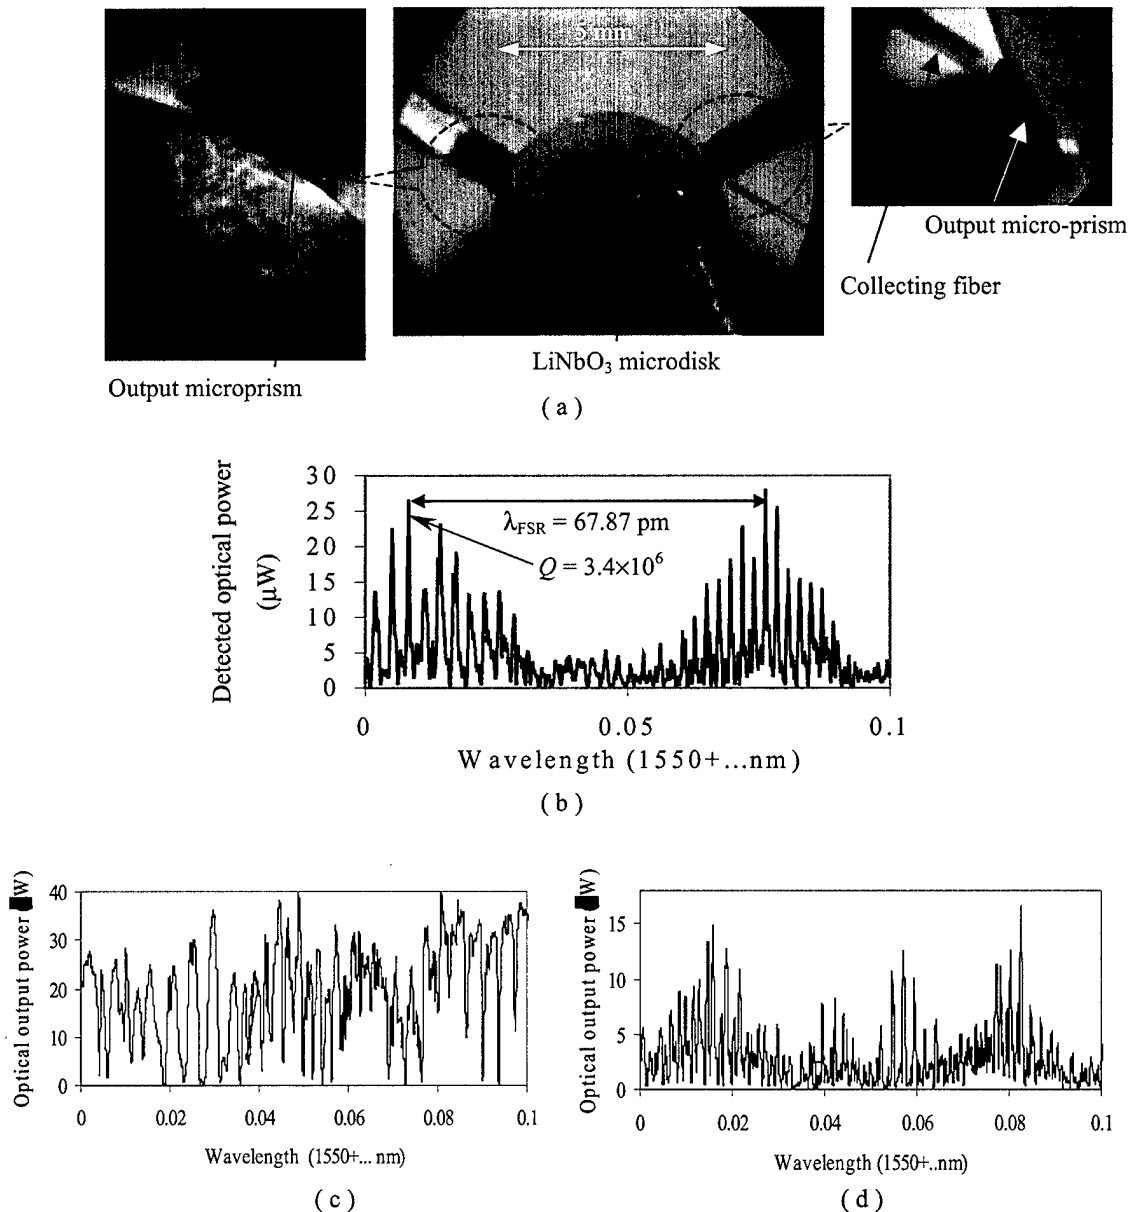 5 mm
Output micro-prism
Collecting fiber
LiNbO₃ microdisk
Output microprism
( a )
Detected optical power
(µW)
30
25
20
15
10
5
0
λFSR = 67.87 pm
Q = 3.4×10⁶
0
0.05
0.1
Wavelength (1550+...nm)
( b )
Optical output power
W)
40
30
20
10
0
0
0.02
0.04
0.06
0.08
0.1
Wavelength (1550+... nm)
( c )
Optical output power
W)
15
10
5
0
0
0.02
0.04
0.06
0.08
0.1
Wavelength (1550+..nm)
( d )